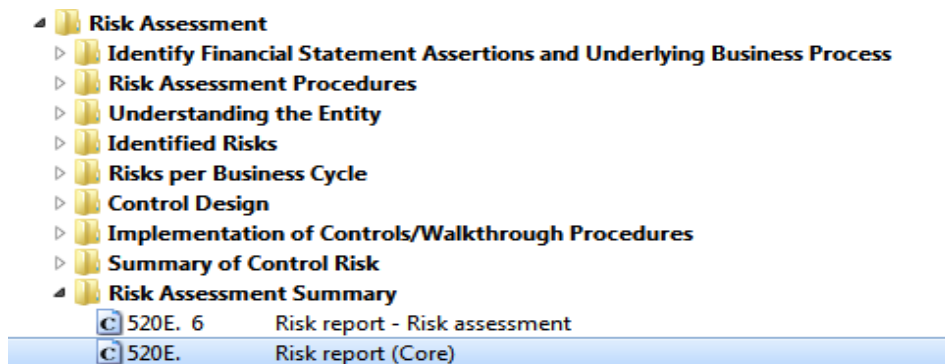 Risk Assessment
Identify Financial Statement Assertions and Underlying Business Process
Risk Assessment Procedures
Understanding the Entity
Identified Risks
Risks per Business Cycle
Control Design
Implementation of Controls/Walkthrough Procedures
Summary of Control Risk
Risk Assessment Summary
C 520E. 6 Risk report - Risk assessment
C 520E. Risk report (Core)